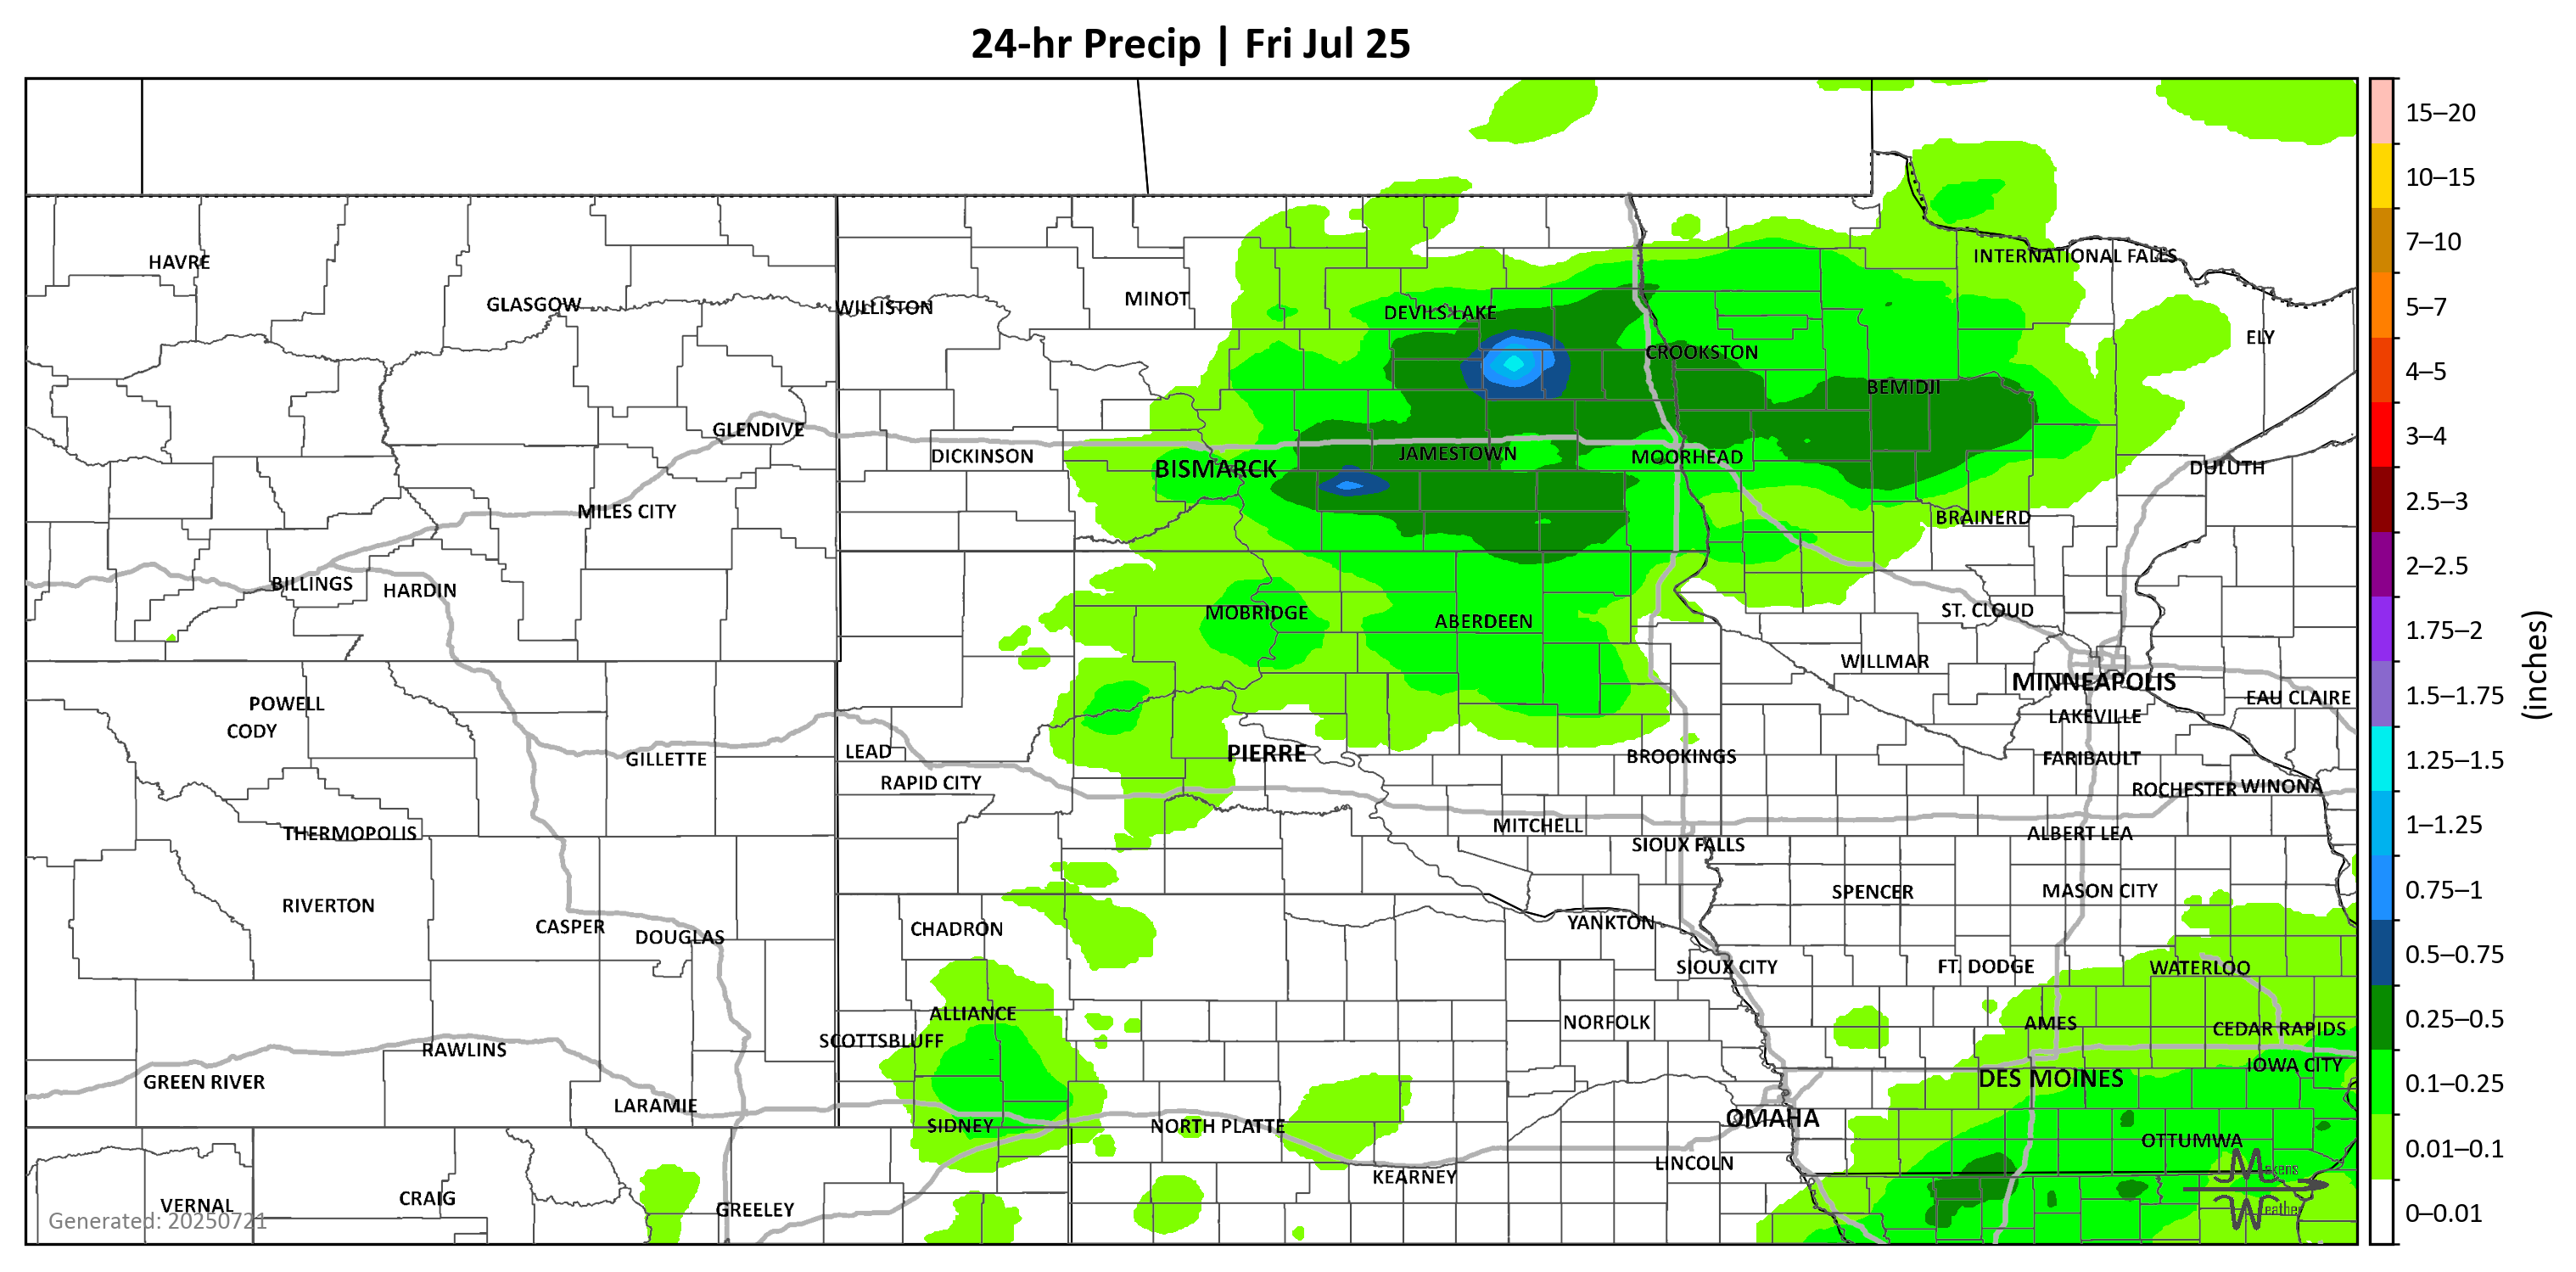 24-hr Precip | Fri Jul 25
15–20
10–15
7–10
5–7
4–5
3–4
2.5–3
2–2.5
1.75–2
1.5–1.75
1.25–1.5
1–1.25
0.75–1
0.5–0.75
0.25–0.5
0.1–0.25
0.01–0.1
0–0.01
(inches)
INTERNATIONAL FALLS
HAVRE
MINOT
GLASGOW
WILLISTON
DEVILS LAKE
ELY
CROOKSTON
BEMIDJI
GLENDIVE
DICKINSON
JAMESTOWN
MOORHEAD
BISMARCK
DULUTH
MILES CITY
BRAINERD
BILLINGS
HARDIN
MOBRIDGE
ABERDEEN
ST. CLOUD
WILLMAR
MINNEAPOLIS
EAU CLAIRE
POWELL
LAKEVILLE
CODY
LEAD
PIERRE
BROOKINGS
FARIBAULT
GILLETTE
RAPID CITY
ROCHESTER
WINONA
MITCHELL
THERMOPOLIS
ALBERT LEA
SIOUX FALLS
SPENCER
MASON CITY
RIVERTON
YANKTON
CASPER
CHADRON
DOUGLAS
SIOUX CITY
FT. DODGE
WATERLOO
ALLIANCE
NORFOLK
AMES
CEDAR RAPIDS
SCOTTSBLUFF
RAWLINS
IOWA CITY
GREEN RIVER
DES MOINES
LARAMIE
OMAHA
SIDNEY
NORTH PLATTE
OTTUMWA
LINCOLN
KEARNEY
Makens
Weather
VERNAL
CRAIG
GREELEY
Generated: 20250721